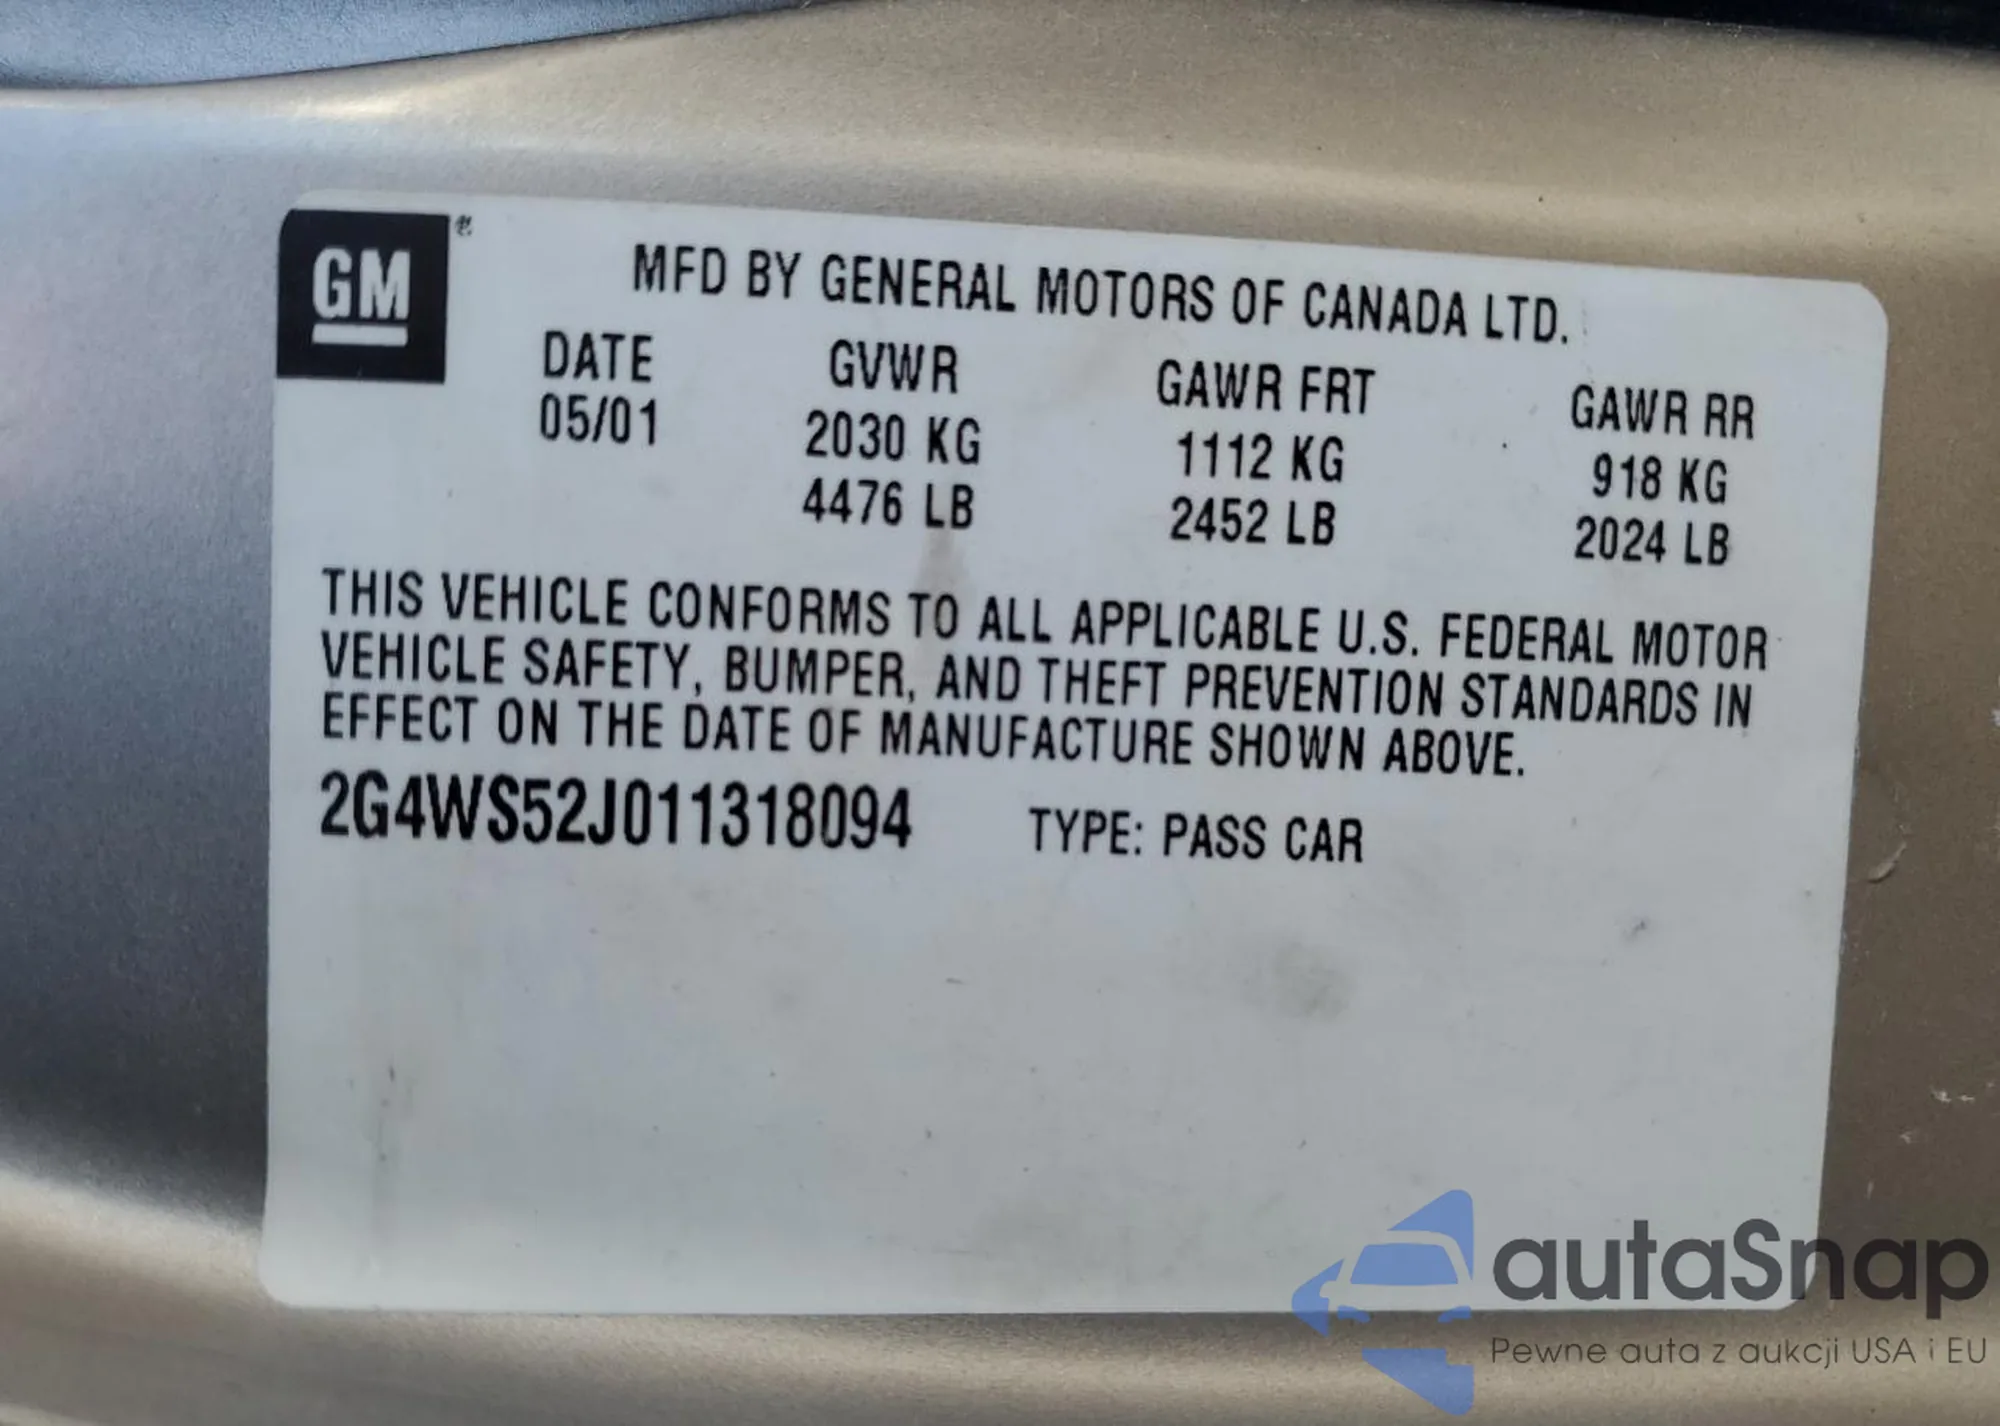 GM
MFD BY GENERAL MOTORS OF CANADA LTD.
DATE GVWR GAWR FRT GAWR RR
05/01 2030 KG 1112 KG 918 KG
4476 LB 2452 LB 2024 LB
THIS VEHICLE CONFORMS TO ALL APPLICABLE U.S. FEDERAL MOTOR
VEHICLE SAFETY, BUMPER, AND THEFT PREVENTION STANDARDS IN
EFFECT ON THE DATE OF MANUFACTURE SHOWN ABOVE.
2G4WS52J011318094 TYPE: PASS CAR
autaSnap
Pewne auta z aukcji USA i EU